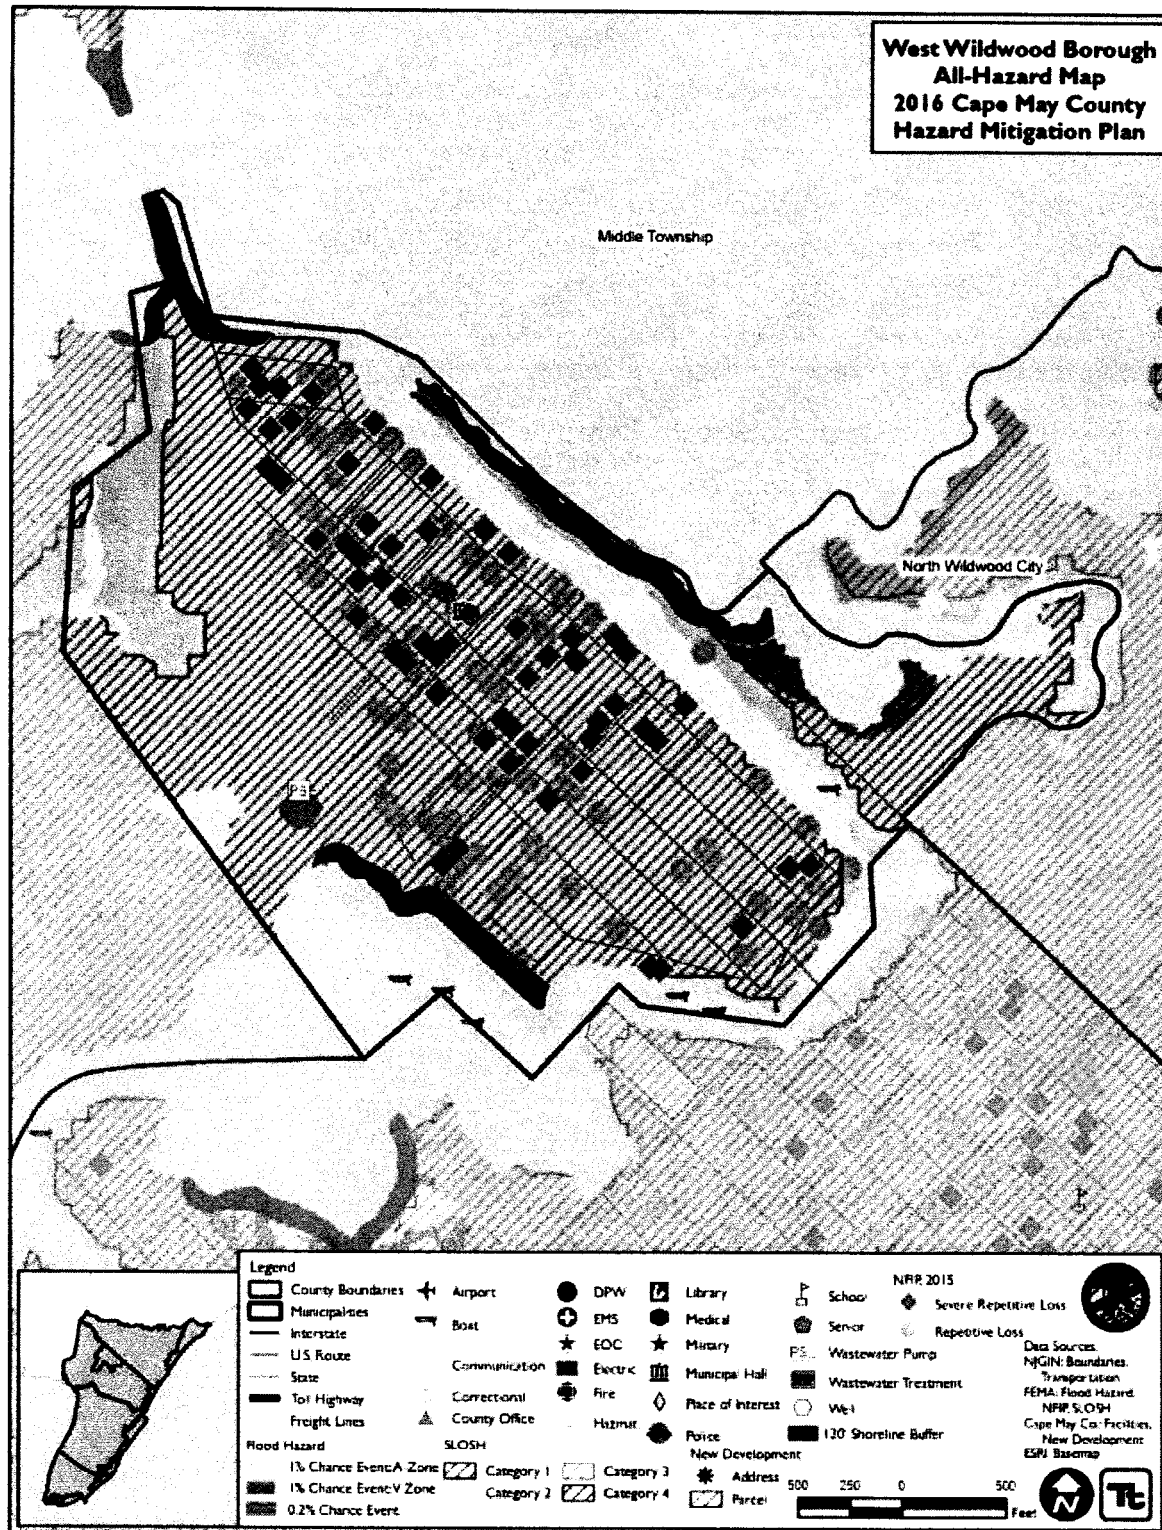 West Wildwood Borough
All-Hazard Map
2016 Cape May County
Hazard Mitigation Plan
Middle Township
North Wildwood City
PS
Legend
County Boundaries
Municipalities
Interstate
U.S. Route
State
Toll Highway
Freight Lines
Airport
Boat
Communication
Correctional
County Office
DPW
EMS
EOC
Electric
Fire
Hazmat
Library
Medical
Military
Municipal Hall
Place of Interest
Police
School
Senior
PS Wastewater Pump
Wastewater Treatment
Well
120' Shoreline Buffer
NFIP, 2015
Severe Repetitive Loss
Repetitive Loss
Flood Hazard
1% Chance Event: A-Zone
1% Chance Event: V-Zone
0.2% Chance Event
SLOSH
Category 1
Category 2
Category 3
Category 4
New Development
Address
Parcel
Data Sources:
NJGIN: Boundaries,
Transportation
FEMA: Flood Hazard
NFIP, SLOSH
Cape May Co.: Facilities,
New Development
ESRI: Basemap
500 250 0 500
Feet
N
Tt